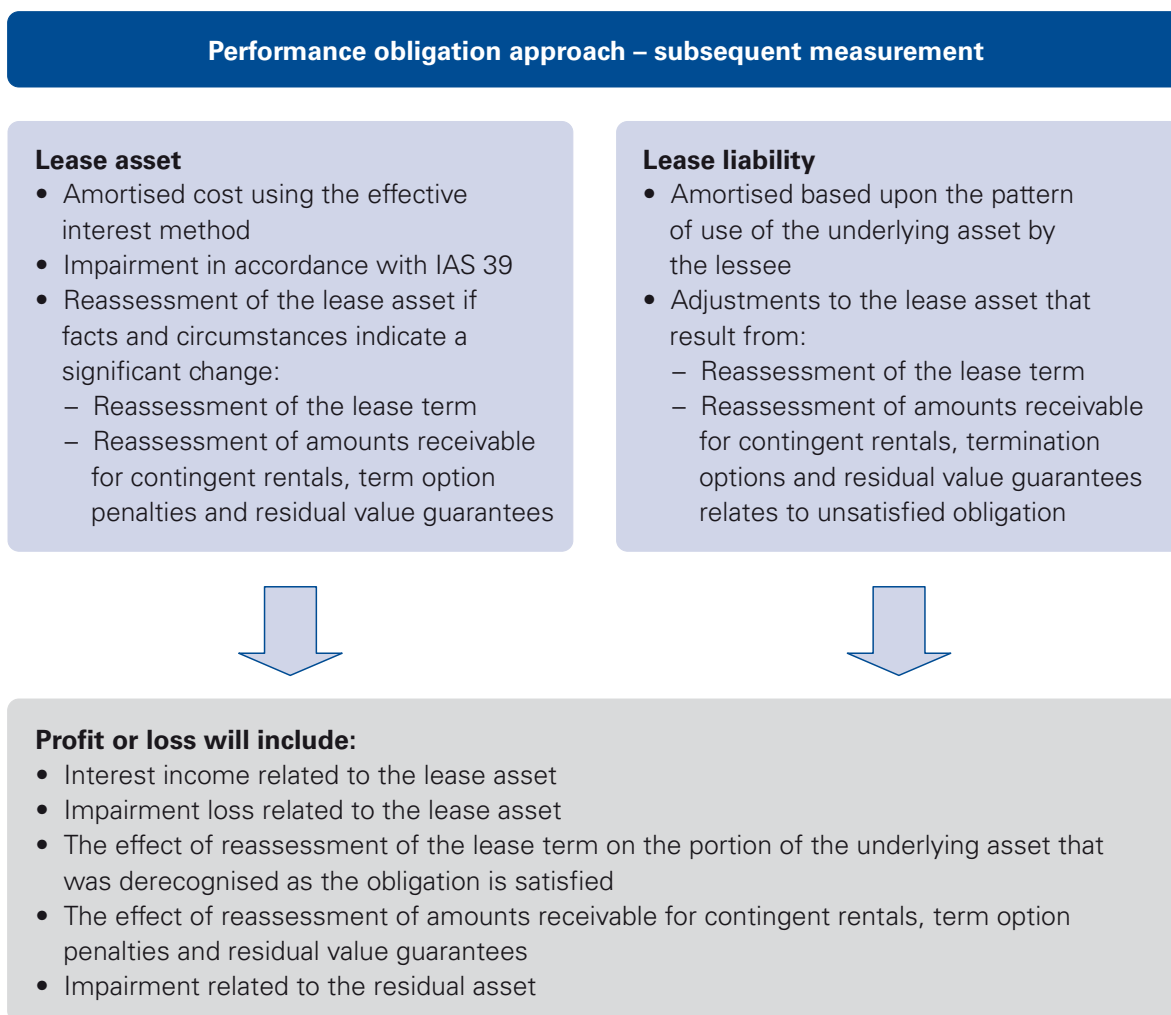 Performance obligation approach – subsequent measurement
Lease asset
• Amortised cost using the effective
interest method
• Impairment in accordance with IAS 39
• Reassessment of the lease asset if
facts and circumstances indicate a
significant change:
– Reassessment of the lease term
– Reassessment of amounts receivable
for contingent rentals, term option
penalties and residual value guarantees
Lease liability
• Amortised based upon the pattern
of use of the underlying asset by
the lessee
• Adjustments to the lease asset that
result from:
– Reassessment of the lease term
– Reassessment of amounts receivable
for contingent rentals, termination
options and residual value guarantees
relates to unsatisfied obligation
Profit or loss will include:
• Interest income related to the lease asset
• Impairment loss related to the lease asset
• The effect of reassessment of the lease term on the portion of the underlying asset that
was derecognised as the obligation is satisfied
• The effect of reassessment of amounts receivable for contingent rentals, term option
penalties and residual value guarantees
• Impairment related to the residual asset